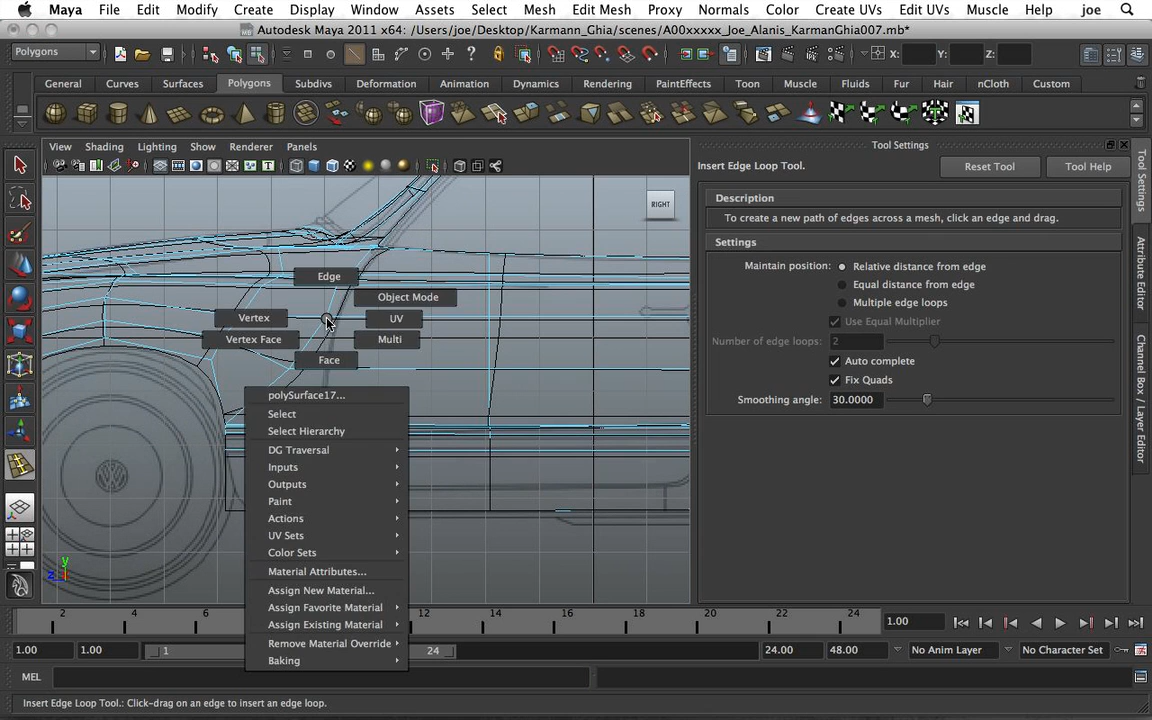 Maya File Edit Modify Create Display Window Assets Select Mesh Edit Mesh Proxy Normals Color Create UVs Edit UVs Muscle Help joe
Autodesk Maya 2011 x64: /Users/joe/Desktop/Karmann_Ghia/scenes/A00xxxxx_Joe_Alanis_KarmanGhia007.mb*
Polygons X: Y: Z:
General Curves Surfaces Polygons Subdivs Deformation Animation Dynamics Rendering PaintEffects Toon Muscle Fluids Fur Hair nCloth Custom
View Shading Lighting Show Renderer Panels
Tool Settings
Insert Edge Loop Tool.
Reset Tool
Tool Help
Description
To create a new path of edges across a mesh, click an edge and drag.
Settings
Maintain position: Relative distance from edge
Equal distance from edge
Multiple edge loops
Use Equal Multiplier
Number of edge loops: 2
Auto complete
Fix Quads
Smoothing angle: 30.0000
Tool Settings
Attribute Editor
Channel Box / Layer Editor
RIGHT
Edge
Object Mode
Vertex
UV
Vertex Face
Multi
Face
polySurface17...
Select
Select Hierarchy
DG Traversal
Inputs
Outputs
Paint
Actions
UV Sets
Color Sets
Material Attributes...
Assign New Material...
Assign Favorite Material
Assign Existing Material
Remove Material Override
Baking
y
z
2 4 6 12 14 16 18 20 22 24
1.00
1.00 1.00 1 24 24.00 48.00 No Anim Layer No Character Set
MEL
Insert Edge Loop Tool.: Click-drag on an edge to insert an edge loop.